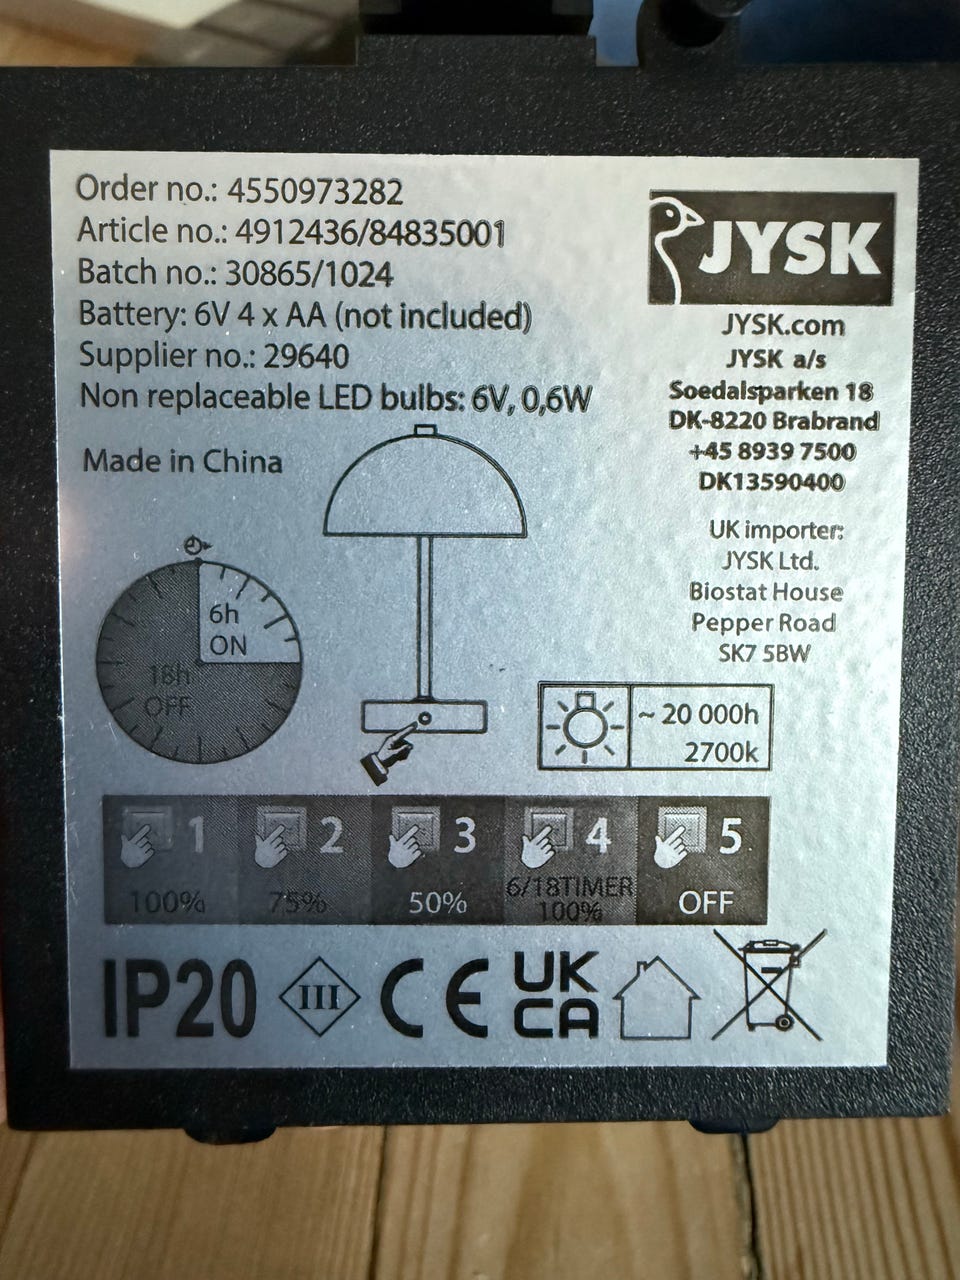 Order no.: 4550973282
Article no.: 4912436/84835001
Batch no.: 30865/1024
Battery: 6V 4 x AA (not included)
Supplier no.: 29640
Non replaceable LED bulbs: 6V, 0,6W
Made in China
JYSK
JYSK.com
JYSK a/s
Soedalsparken 18
DK-8220 Brabrand
+45 8939 7500
DK13590400
UK importer:
JYSK Ltd.
Biostat House
Pepper Road
SK7 5BW
6h
ON
18h
OFF
~ 20 000h
2700k
1 2 3 4 5
100% 75% 50% 6/18TIMER 100% OFF
IP20 III CE UK CA